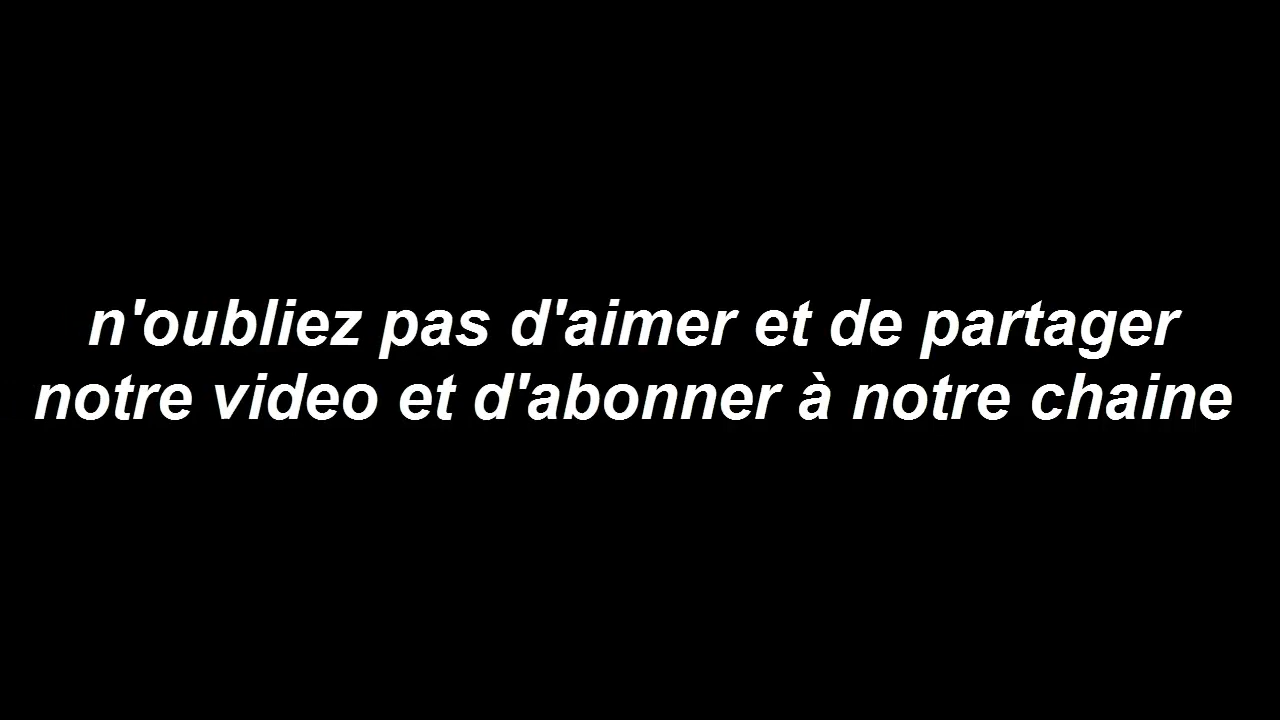 n'oubliez pas d'aimer et de partager
notre video et d'abonner à notre chaine